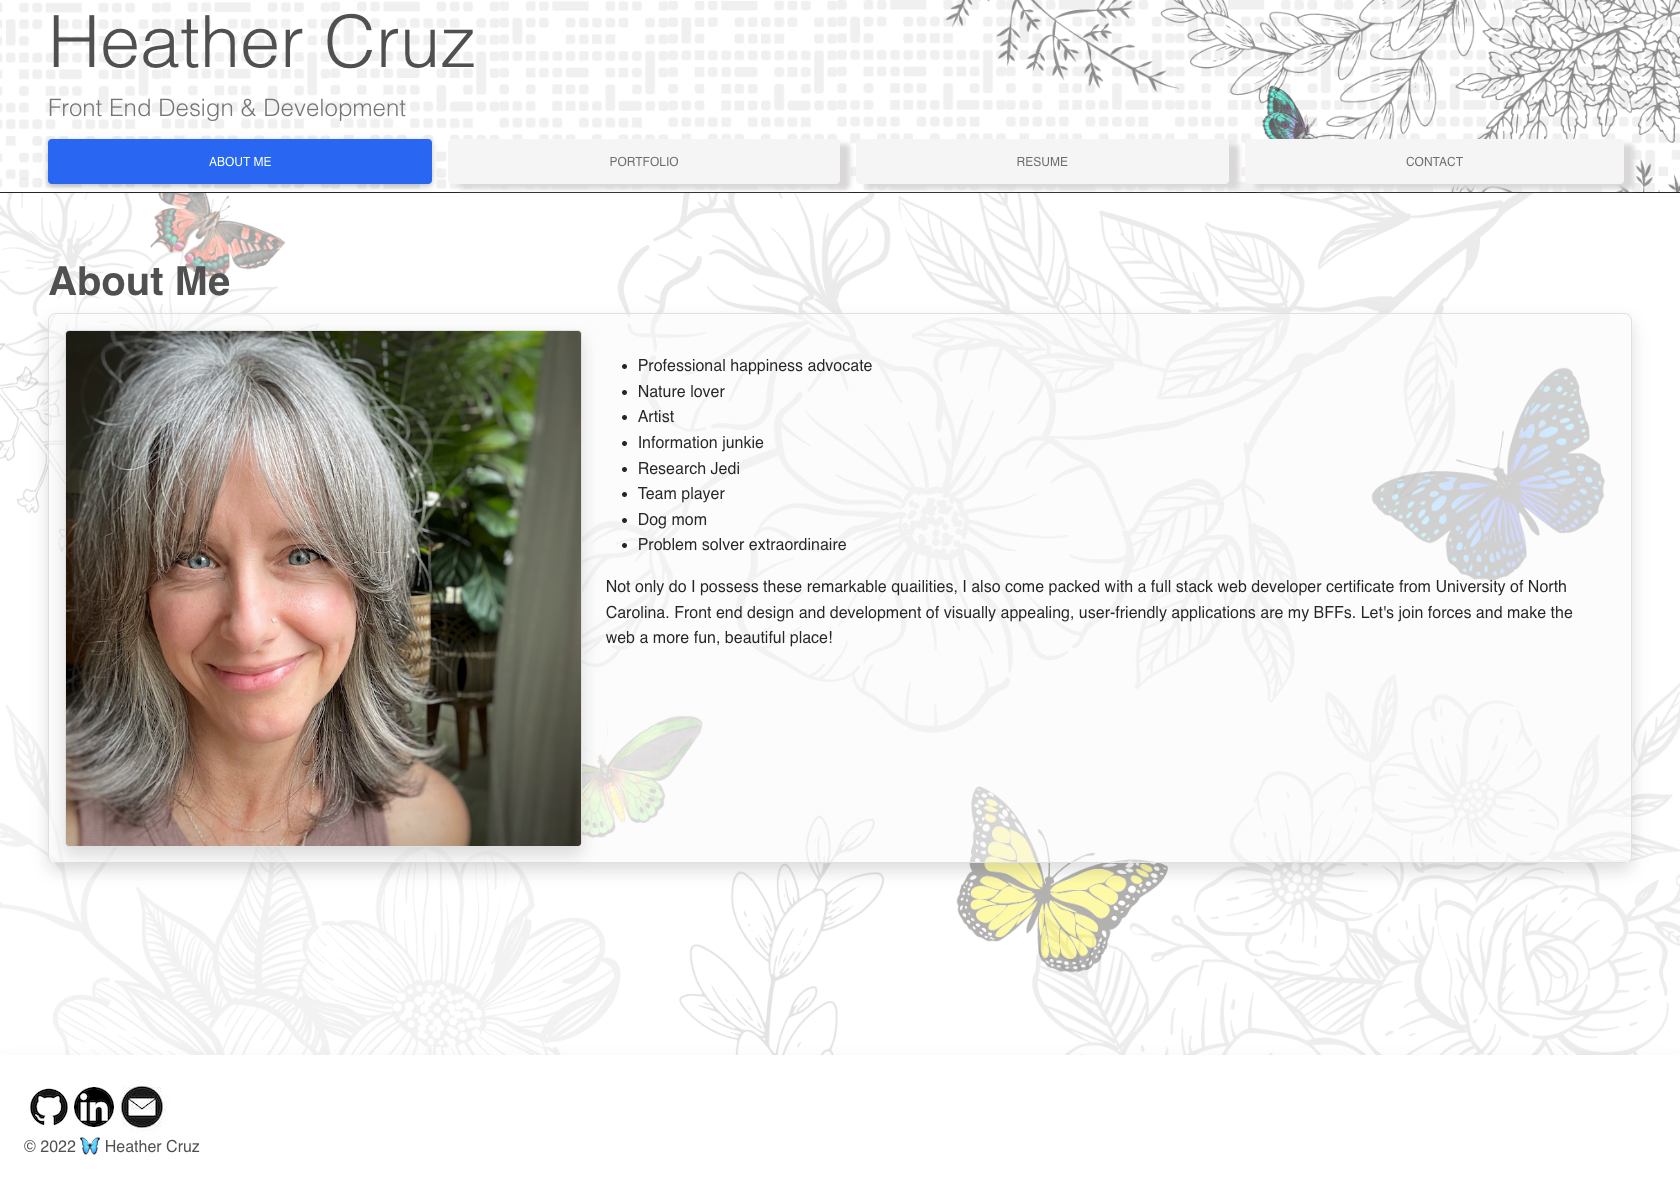 Heather Cruz
Front End Design & Development
ABOUT ME
PORTFOLIO
RESUME
CONTACT
About Me
• Professional happiness advocate
• Nature lover
• Artist
• Information junkie
• Research Jedi
• Team player
• Dog mom
• Problem solver extraordinaire
Not only do I possess these remarkable quailities, I also come packed with a full stack web developer certificate from University of North
Carolina. Front end design and development of visually appealing, user-friendly applications are my BFFs. Let's join forces and make the
web a more fun, beautiful place!
in
© 2022 🦋 Heather Cruz